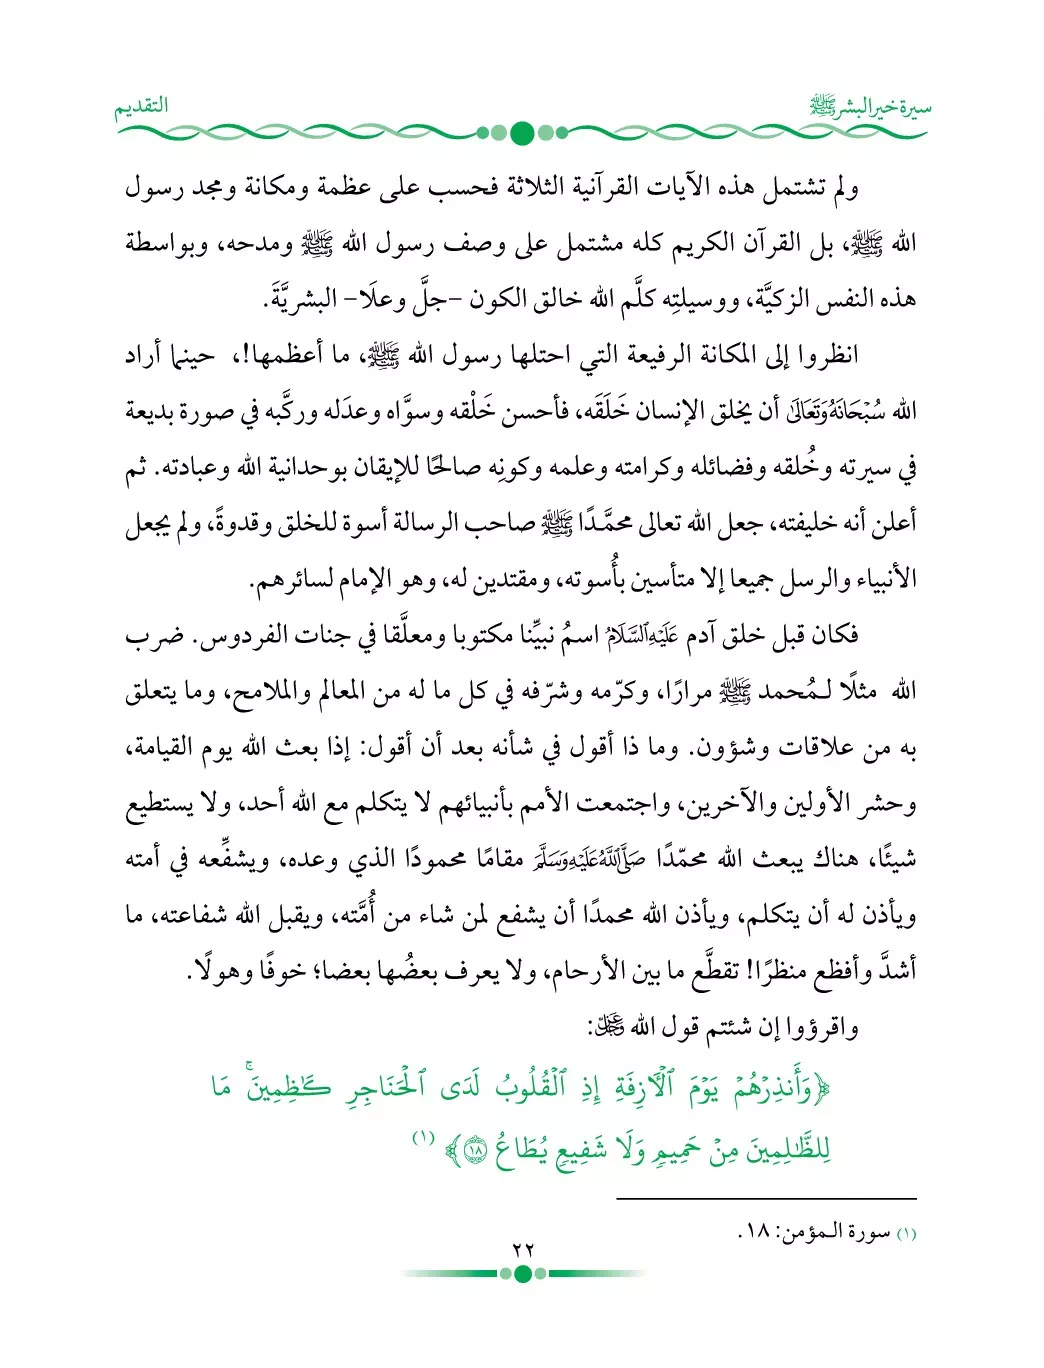 سيرة خير البشر ﷺ
التقديم
ولم تشتمل هذه الآيات القرآنية الثلاثة فحسب على عظمة ومكانة ومجد رسول
الله ﷺ، بل القرآن الكريم كله مشتمل على وصف رسول الله ﷺ ومدحه، وبواسطة
هذه النفس الزكيَّة، ووسيلتِه كلَّم الله خالق الكون -جلَّ وعلَا- البشريَّةَ.
انظروا إلى المكانة الرفيعة التي احتلها رسول الله ﷺ، ما أعظمها!، حينما أراد
الله سُبْحَانَهُ وَتَعَالَىٰ أن يخلق الإنسان خَلَقَه، فأحسن خَلْقه وسوَّاه وعدَله وركَّبه في صورة بديعة
في سيرته وخُلقه وفضائله وكرامته وعلمه وكونِه صالحًا للإيقان بوحدانية الله وعبادته. ثم
أعلن أنه خليفته، جعل الله تعالى محمَّدًا ﷺ صاحب الرسالة أسوة للخلق وقدوةً، ولم يجعل
الأنبياء والرسل جميعا إلا متأسين بأُسوته، ومقتدين له، وهو الإمام لسائرهم.
فكان قبل خلق آدم عَلَيْهِ ٱلسَّلَامُ اسمُ نبيِّنا مكتوبا ومعلَّقا في جنات الفردوس. ضرب
الله مثلًا لـمُحمد ﷺ مرارًا، وكرّمه وشرّفه في كل ما له من المعالم والملامح، وما يتعلق
به من علاقات وشؤون. وما ذا أقول في شأنه بعد أن أقول: إذا بعث الله يوم القيامة،
وحشر الأولين والآخرين، واجتمعت الأمم بأنبيائهم لا يتكلم مع الله أحد، ولا يستطيع
شيئًا، هناك يبعث الله محمّدًا صَلَّى ٱللَّهُ عَلَيْهِ وَسَلَّمَ مقامًا محمودًا الذي وعده، ويشفِّعه في أمته
ويأذن له أن يتكلم، ويأذن الله محمدًا أن يشفع لمن شاء من أُمَّته، ويقبل الله شفاعته، ما
أشدَّ وأفظع منظرًا! تقطَّع ما بين الأرحام، ولا يعرف بعضُها بعضا؛ خوفًا وهولًا.
واقرؤوا إن شئتم قول الله عَزَّوَجَلَّ:
﴿وَأَنذِرْهُمْ يَوْمَ ٱلْأَزِفَةِ إِذِ ٱلْقُلُوبُ لَدَى ٱلْحَنَاجِرِ كَـٰظِمِينَ ۚ مَا
لِلظَّـٰلِمِينَ مِنْ حَمِيمٍ وَلَا شَفِيعٍ يُطَاعُ ۝١٨﴾ (١)
(١) سورة الـمؤمن: ١٨.
٢٢